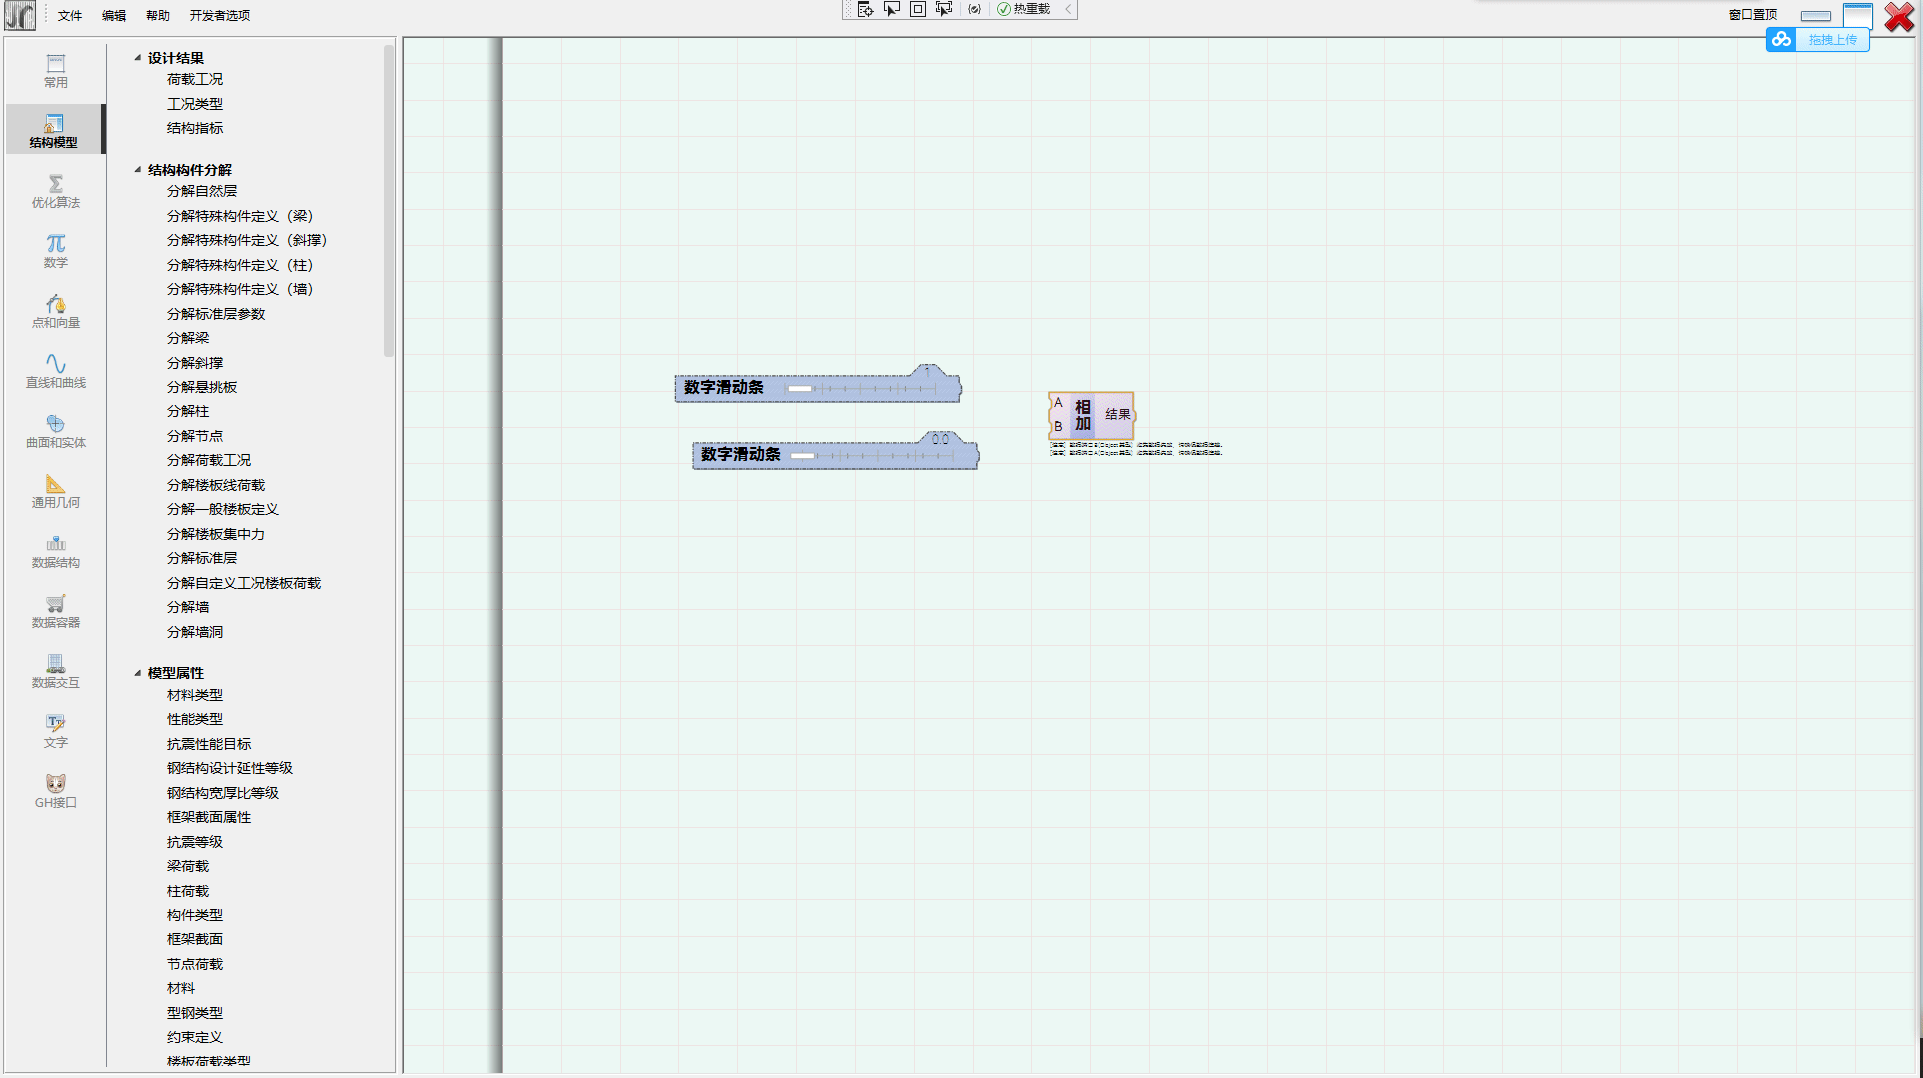 文件 编辑 帮助 开发者选项
热重载
窗口置顶
拖拽上传
常用
结构模型
优化算法
数学
点和向量
直线和曲线
曲面和实体
通用几何
数据结构
数据容器
数据交互
文字
GH接口
设计结果
荷载工况
工况类型
结构指标
结构构件分解
分解自然层
分解特殊构件定义（梁）
分解特殊构件定义（斜撑）
分解特殊构件定义（柱）
分解特殊构件定义（墙）
分解标准层参数
分解梁
分解斜撑
分解悬挑板
分解柱
分解节点
分解荷载工况
分解楼板线荷载
分解一般楼板定义
分解楼板集中力
分解标准层
分解自定义工况楼板荷载
分解墙
分解墙洞
模型属性
材料类型
性能类型
抗震性能目标
钢结构设计延性等级
钢结构宽厚比等级
框架截面属性
抗震等级
梁荷载
柱荷载
构件类型
框架截面
节点荷载
材料
型钢类型
约束定义
楼板荷载类型
1
数字滑动条
0.0
数字滑动条
A
B
相加
结果